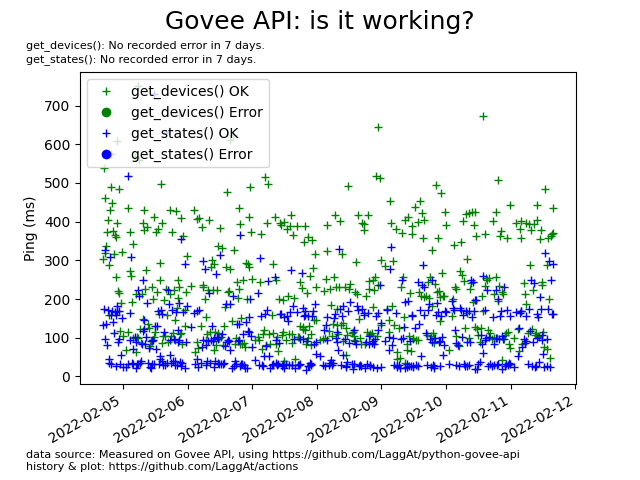 Govee API: is it working?
get_devices(): No recorded error in 7 days.
get_states(): No recorded error in 7 days.
get_devices() OK
get_devices() Error
get_states() OK
get_states() Error
Ping (ms)
700
600
500
400
300
200
100
0
2022-02-05
2022-02-06
2022-02-07
2022-02-08
2022-02-09
2022-02-10
2022-02-11
2022-02-12
data source: Measured on Govee API, using https://github.com/LaggAt/python-govee-api
history & plot: https://github.com/LaggAt/actions